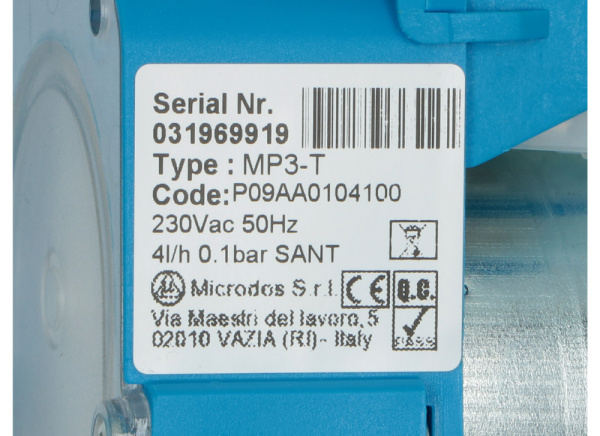 Serial Nr.
031969919
Type : MP3-T
Code:P09AA0104100
230Vac 50Hz
4l/h 0.1bar SANT
Microdos S.r.l. CE Q.C.
Via Maestri del lavoro,5
02010 VAZIA (RI)- Italy